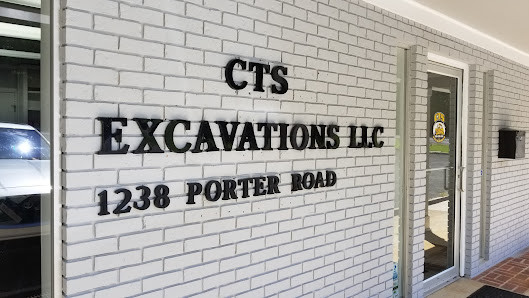 CTS
EXCAVATIONS LLC
1238 PORTER ROAD